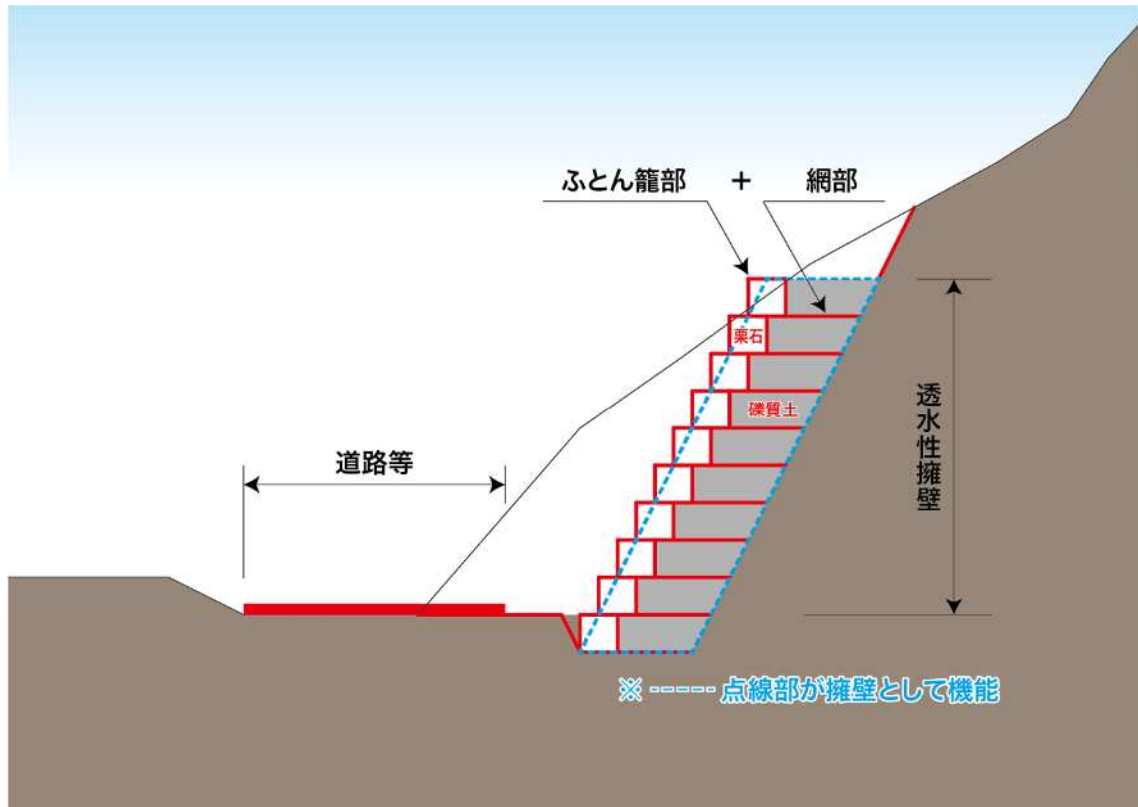 ふとん籠部 + 網部
栗石
礫質土
道路等
透水性擁壁
※ ----- 点線部が擁壁として機能